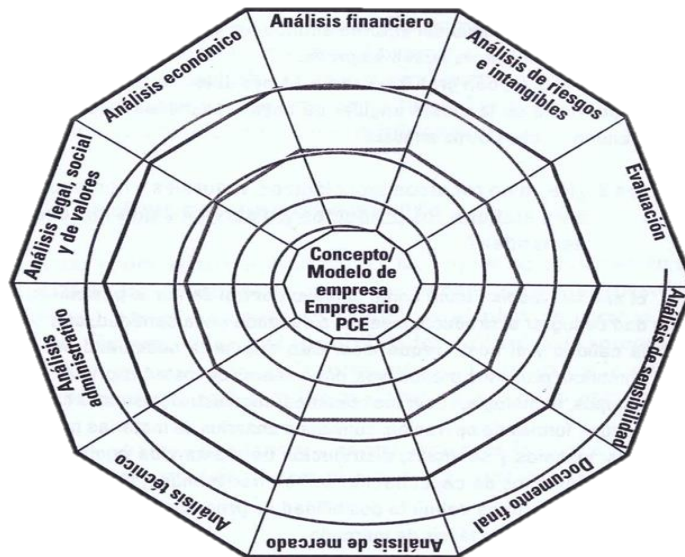 Análisis financiero
Análisis de riesgos
e intangibles
Evaluación
Análisis de sensibilidad
Documento final
Análisis de mercado
Análisis técnico
Análisis
administrativo
Análisis legal, social
y de valores
Análisis económico
Concepto/
Modelo de
empresa
Empresario
PCE